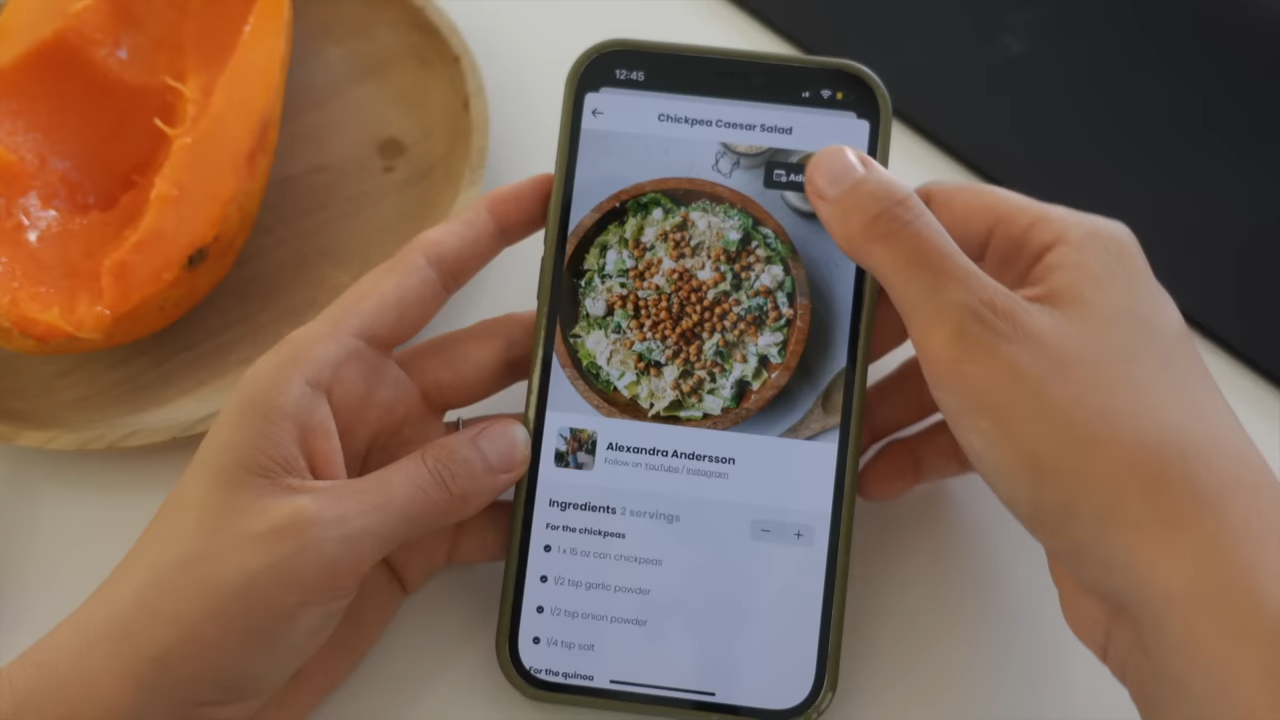 12:45
Chickpea Caesar Salad
Alexandra Andersson
Follow on YouTube / Instagram
Ingredients 2 servings
− +
For the chickpeas
1 x 15 oz can chickpeas
1/2 tsp garlic powder
1/2 tsp onion powder
1/4 tsp salt
For the quinoa